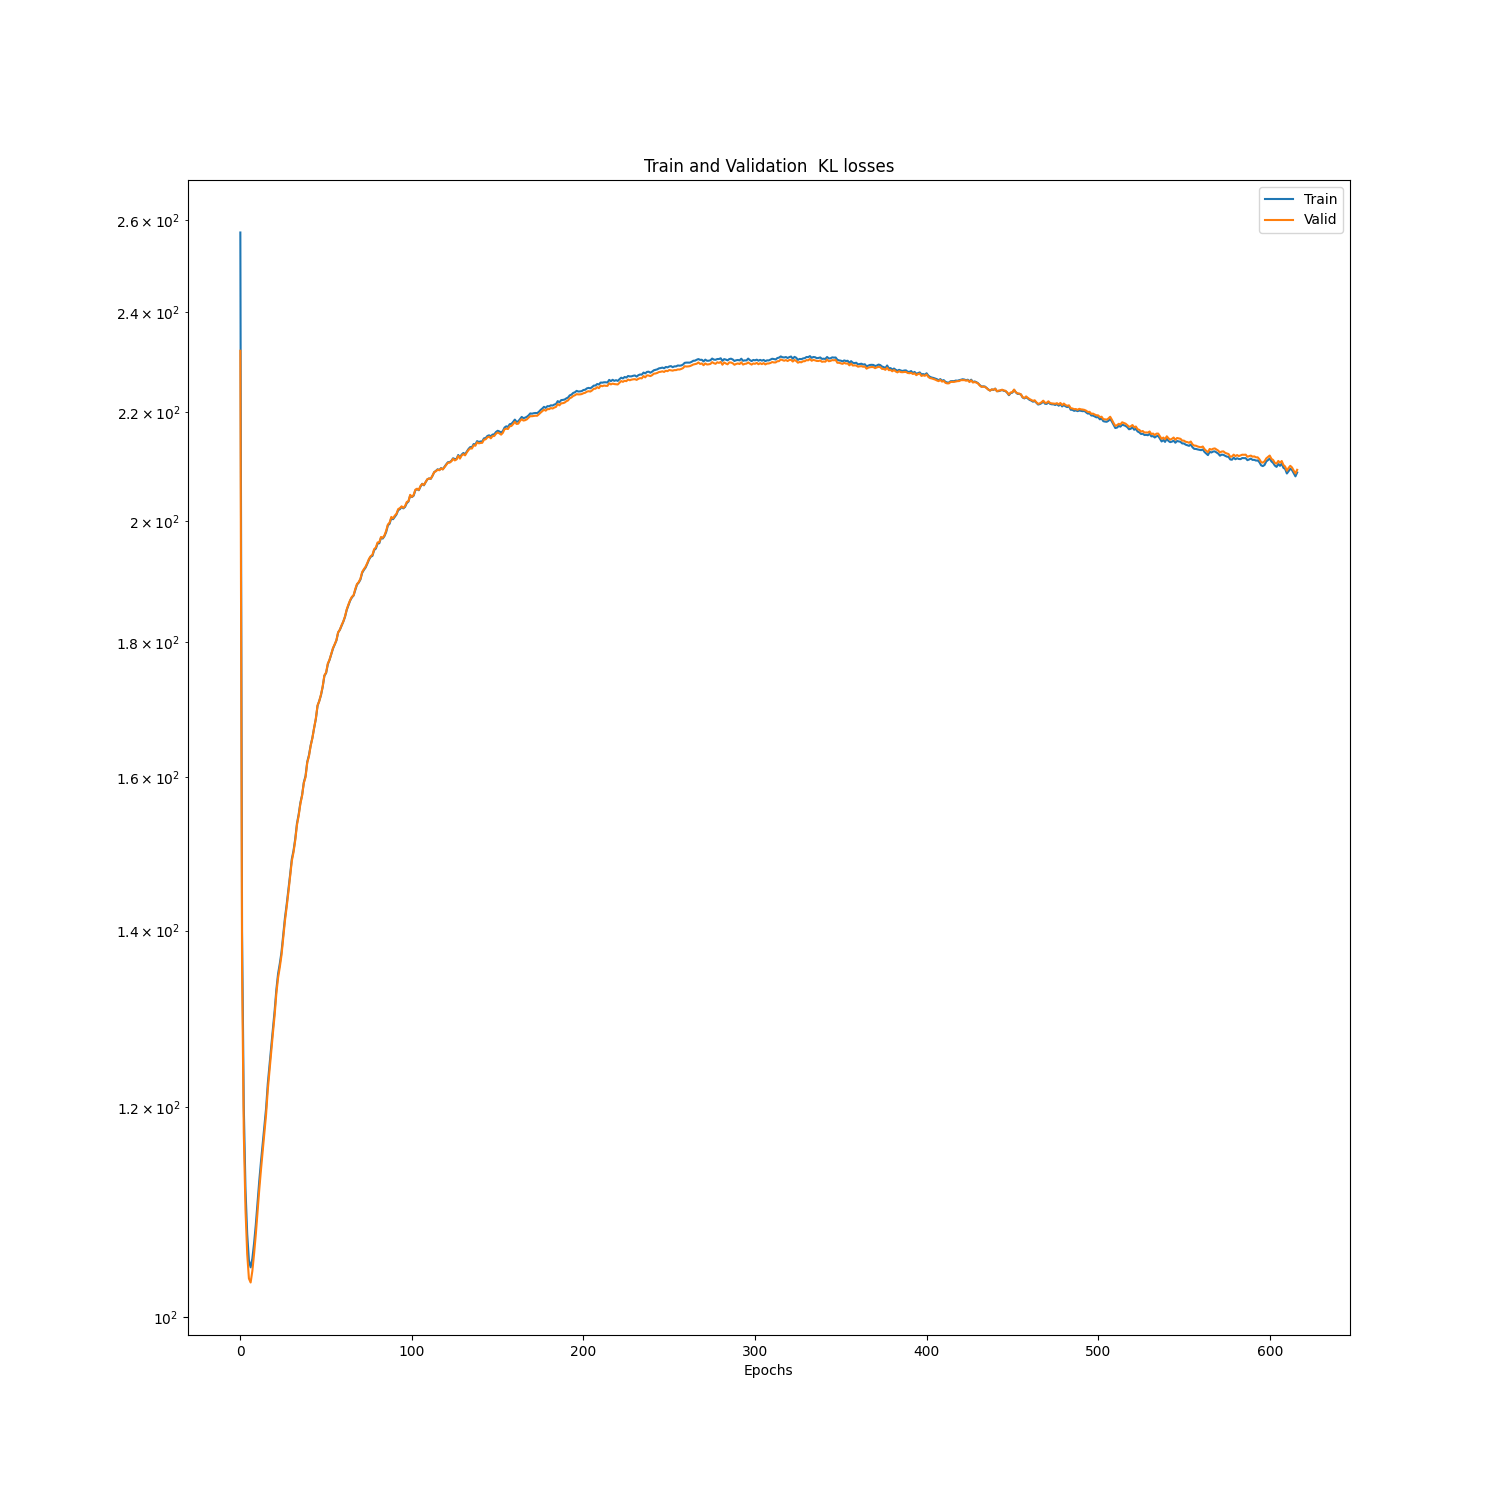 Train and Validation  KL losses
Train
Valid
2.6 × 10²
2.4 × 10²
2.2 × 10²
2 × 10²
1.8 × 10²
1.6 × 10²
1.4 × 10²
1.2 × 10²
10²
0 100 200 300 400 500 600
Epochs